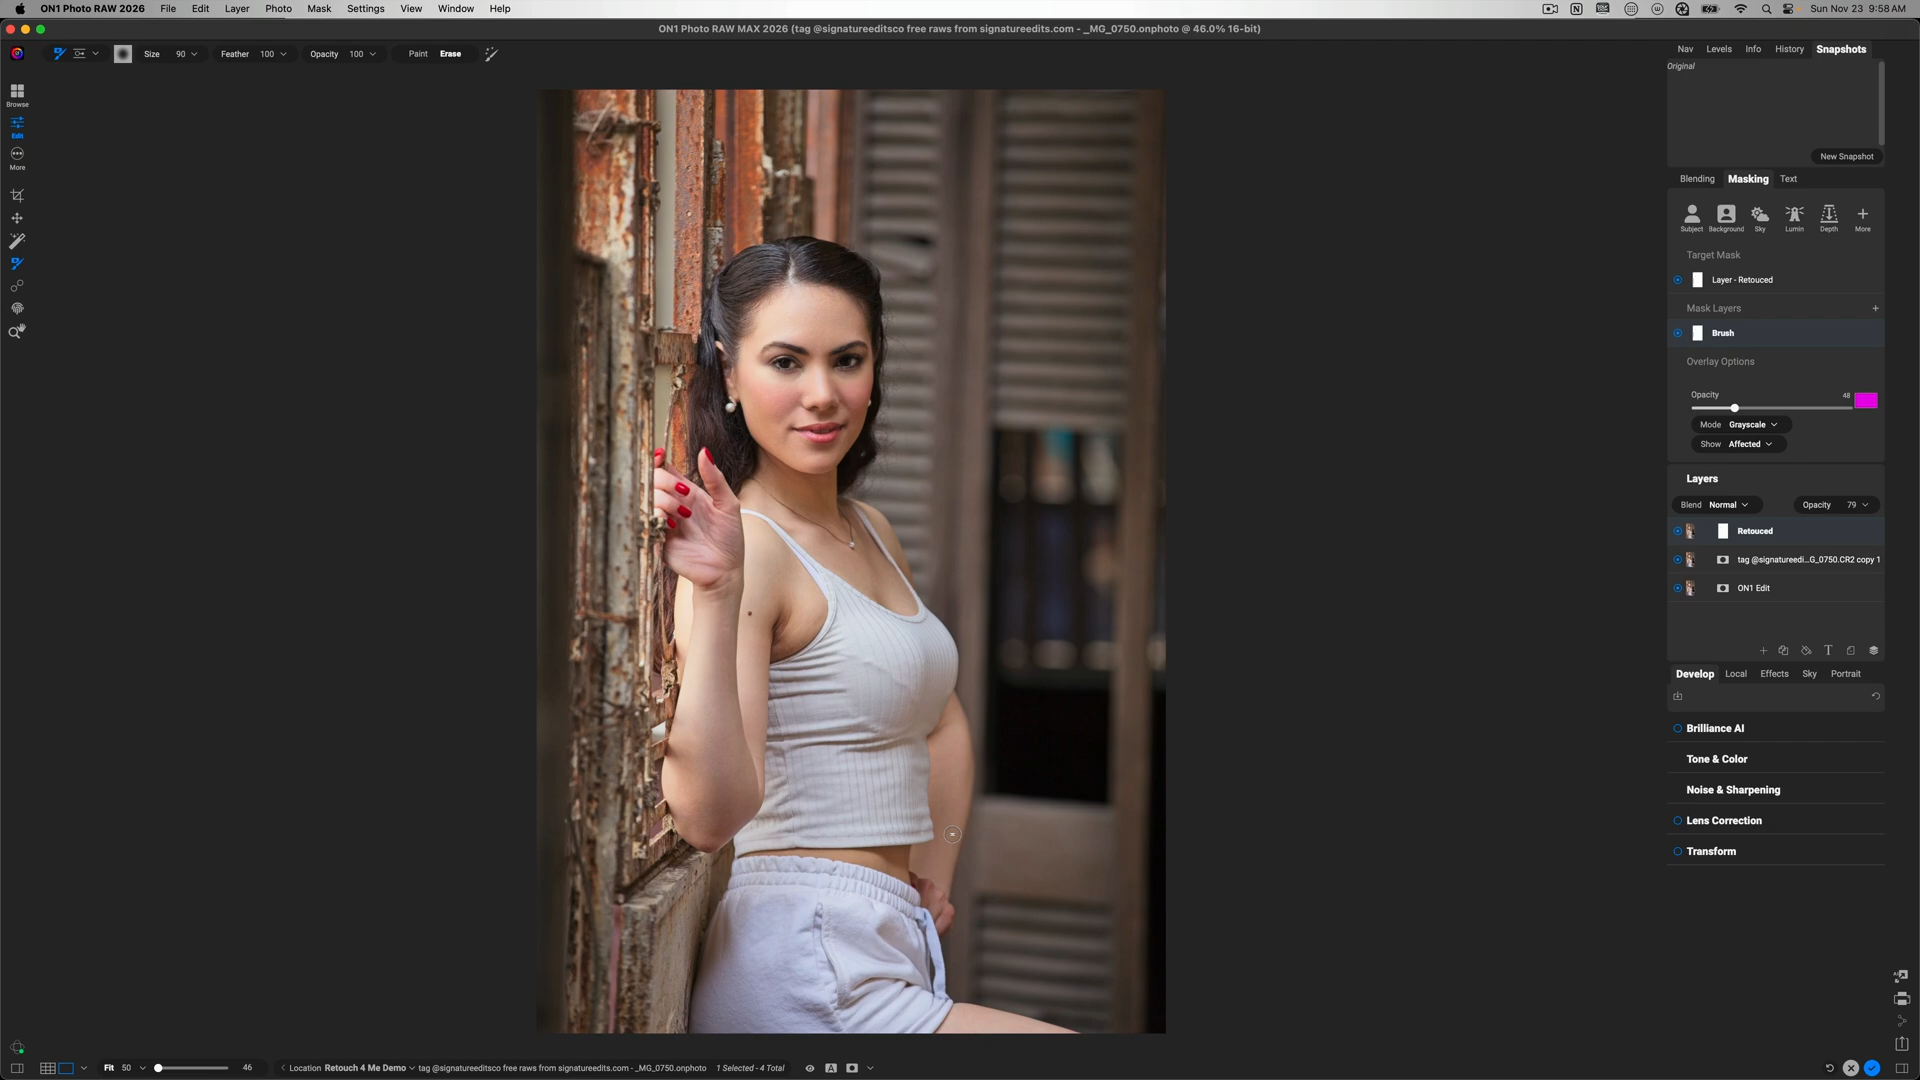 ON1 Photo RAW 2026 File Edit Layer Photo Mask Settings View Window Help Sun Nov 23 9:58 AM
ON1 Photo RAW MAX 2026 (tag @signatureeditsco free raws from signatureedits.com - _MG_0750.onphoto @ 46.0% 16-bit)
Size 90 Feather 100 Opacity 100 Paint Erase
Nav Levels Info History Snapshots
Original
Browse
Edit
More
New Snapshot
Blending Masking Text
Subject Background Sky Lumin Depth More
Target Mask
Layer - Retouced
Mask Layers
Brush
Overlay Options
Opacity 48
Mode Grayscale
Show Affected
Layers
Blend Normal Opacity 79
Retouced
tag @signatureedi...G_0750.CR2 copy 1
ON1 Edit
Develop Local Effects Sky Portrait
Brilliance AI
Tone & Color
Noise & Sharpening
Lens Correction
Transform
Fit 50 46 Location Retouch 4 Me Demo tag @signatureeditsco free raws from signatureedits.com - _MG_0750.onphoto 1 Selected - 4 Total